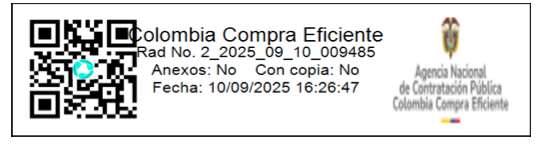 Colombia Compra Eficiente
Rad No. 2_2025_09_10_009485
Anexos: No Con copia: No
Fecha: 10/09/2025 16:26:47
Agencia Nacional
de Contratación Pública
Colombia Compra Eficiente